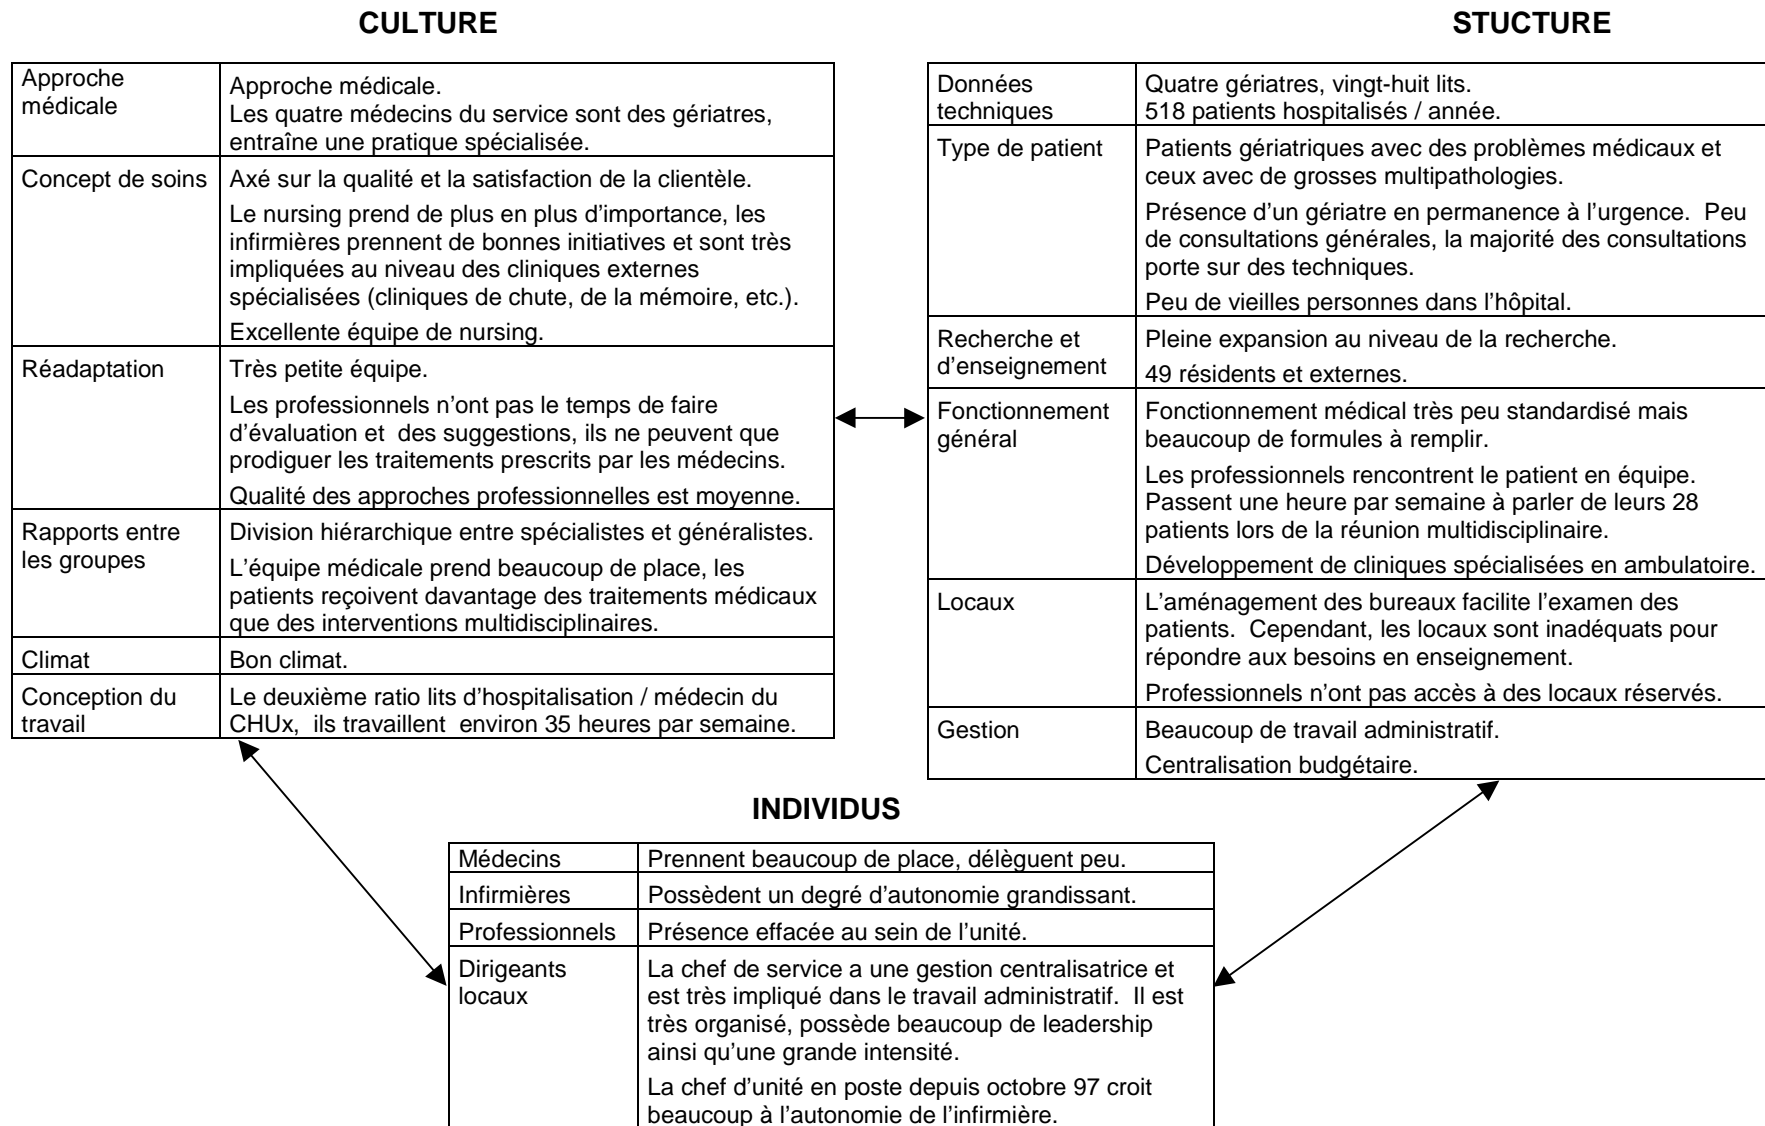 CULTURE
Approche
médicale
Approche médicale.
Les quatre médecins du service sont des gériatres,
entraîne une pratique spécialisée.
Concept de soins
Axé sur la qualité et la satisfaction de la clientèle.
Le nursing prend de plus en plus d’importance, les
infirmières prennent de bonnes initiatives et sont très
impliquées au niveau des cliniques externes
spécialisées (cliniques de chute, de la mémoire, etc.).
Excellente équipe de nursing.
Réadaptation
Très petite équipe.
Les professionnels n’ont pas le temps de faire
d’évaluation et des suggestions, ils ne peuvent que
prodiguer les traitements prescrits par les médecins.
Qualité des approches professionnelles est moyenne.
Rapports entre
les groupes
Division hiérarchique entre spécialistes et généralistes.
L’équipe médicale prend beaucoup de place, les
patients reçoivent davantage des traitements médicaux
que des interventions multidisciplinaires.
Climat
Bon climat.
Conception du
travail
Le deuxième ratio lits d’hospitalisation / médecin du
CHUx, ils travaillent environ 35 heures par semaine.
STUCTURE
Données
techniques
Quatre gériatres, vingt-huit lits.
518 patients hospitalisés / année.
Type de patient
Patients gériatriques avec des problèmes médicaux et
ceux avec de grosses multipathologies.
Présence d’un gériatre en permanence à l’urgence. Peu
de consultations générales, la majorité des consultations
porte sur des techniques.
Peu de vieilles personnes dans l’hôpital.
Recherche et
d’enseignement
Pleine expansion au niveau de la recherche.
49 résidents et externes.
Fonctionnement
général
Fonctionnement médical très peu standardisé mais
beaucoup de formules à remplir.
Les professionnels rencontrent le patient en équipe.
Passent une heure par semaine à parler de leurs 28
patients lors de la réunion multidisciplinaire.
Développement de cliniques spécialisées en ambulatoire.
Locaux
L’aménagement des bureaux facilite l’examen des
patients. Cependant, les locaux sont inadéquats pour
répondre aux besoins en enseignement.
Professionnels n’ont pas accès à des locaux réservés.
Gestion
Beaucoup de travail administratif.
Centralisation budgétaire.
INDIVIDUS
Médecins
Prennent beaucoup de place, délèguent peu.
Infirmières
Possèdent un degré d’autonomie grandissant.
Professionnels
Présence effacée au sein de l’unité.
Dirigeants
locaux
La chef de service a une gestion centralisatrice et
est très impliqué dans le travail administratif. Il est
très organisé, possède beaucoup de leadership
ainsi qu’une grande intensité.
La chef d’unité en poste depuis octobre 97 croit
beaucoup à l’autonomie de l’infirmière.